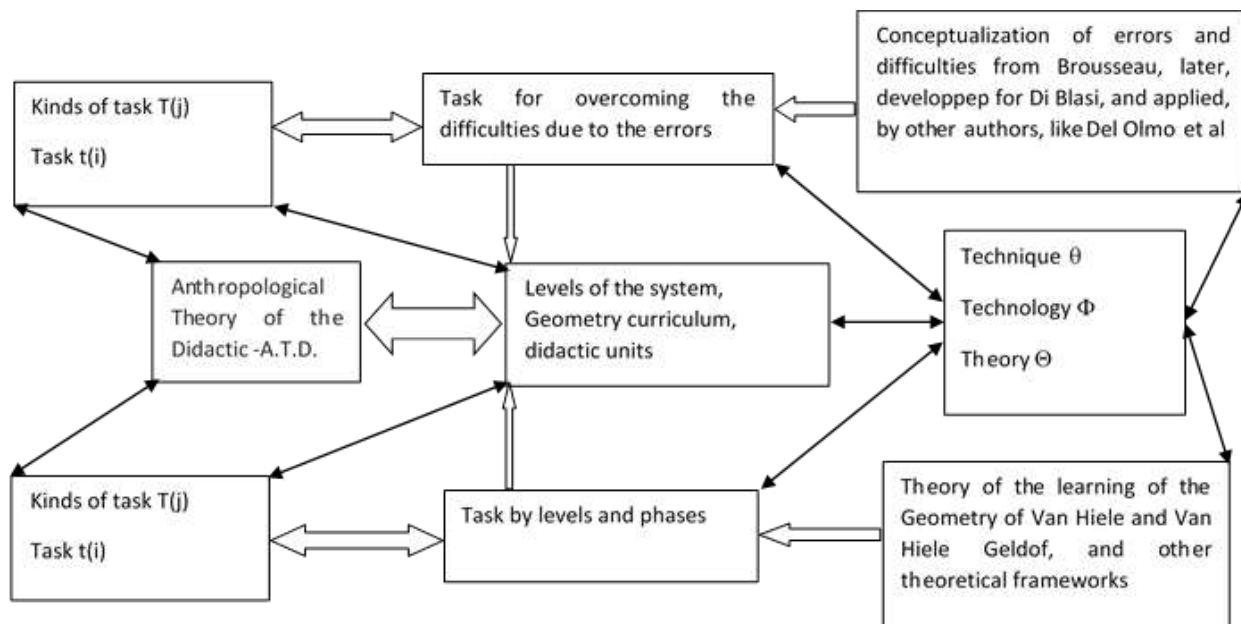 Kinds of task T(j)
Task t(i)
Task for overcoming the
difficulties due to the errors
Conceptualization of errors and
difficulties from Brousseau, later,
developpep for Di Blasi, and applied,
by other authors, like Del Olmo et al
Anthropological
Theory of the
Didactic -A.T.D.
Levels of the system,
Geometry curriculum,
didactic units
Technique θ
Technology Φ
Theory Θ
Kinds of task T(j)
Task t(i)
Task by levels and phases
Theory of the learning of the
Geometry of Van Hiele and Van
Hiele Geldof, and other
theoretical frameworks